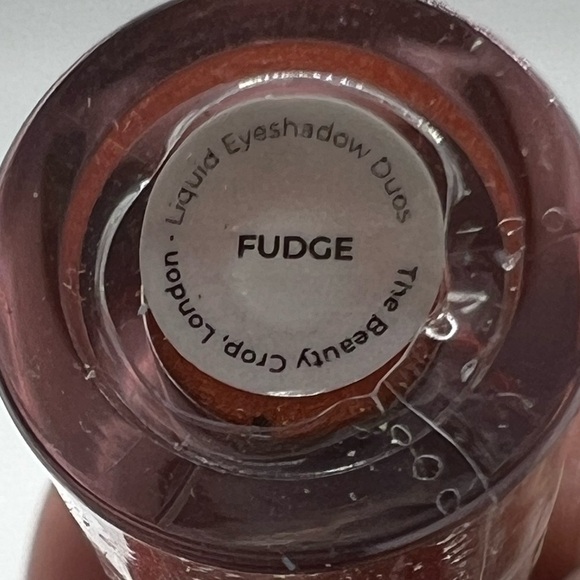 Liquid Eyeshadow Duos
FUDGE
The Beauty Crop, London -